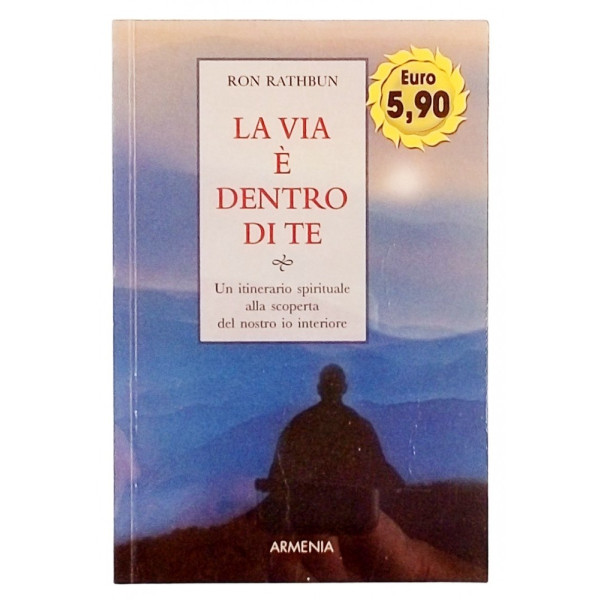 RON RATHBUN
Euro
5,90
LA VIA
È
DENTRO
DI TE
Un itinerario spirituale
alla scoperta
del nostro io interiore
ARMENIA